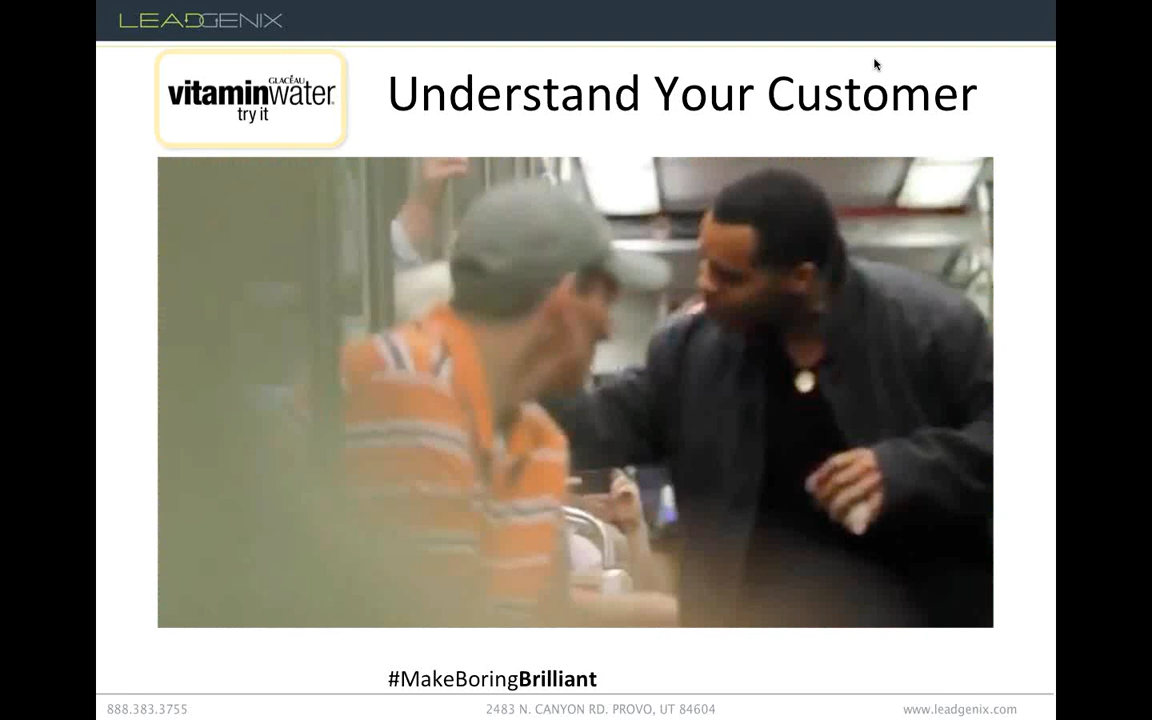 LEADGENIX
GLACÉAU
vitaminwater
try it
Understand Your Customer
#MakeBoringBrilliant
888.383.3755
2483 N. CANYON RD. PROVO, UT 84604
www.leadgenix.com